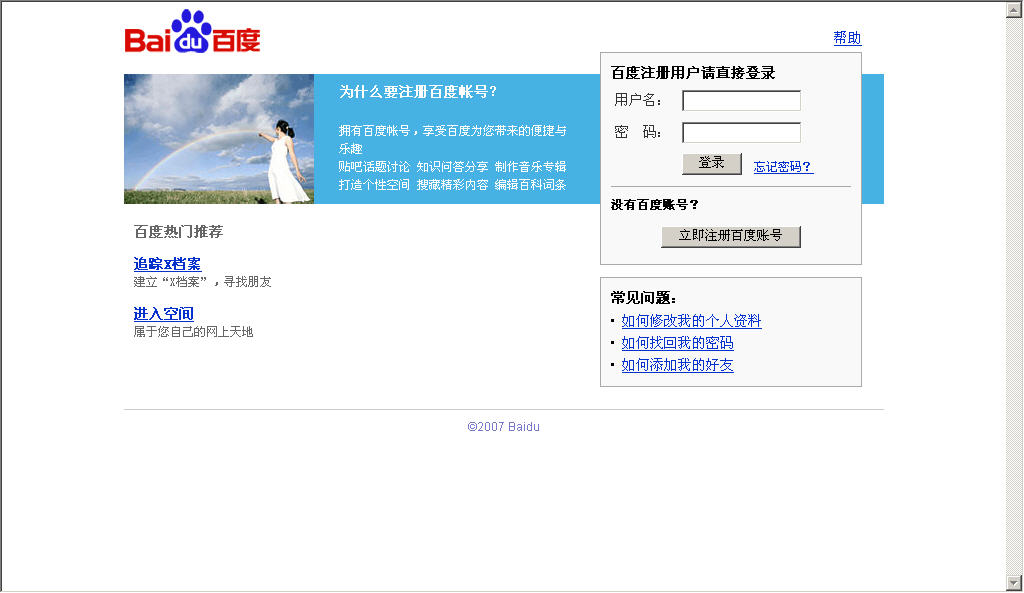 Bai du 百度
帮助
为什么要注册百度帐号？
拥有百度帐号，享受百度为您带来的便捷与
乐趣
贴吧话题讨论 知识问答分享 制作音乐专辑
打造个性空间 搜藏精彩内容 编辑百科词条
百度注册用户请直接登录
用户名：
密 码：
登录 忘记密码？
没有百度账号？
立即注册百度账号
百度热门推荐
追踪X档案
建立“X档案”，寻找朋友
进入空间
属于您自己的网上天地
常见问题：
· 如何修改我的个人资料
· 如何找回我的密码
· 如何添加我的好友
©2007 Baidu